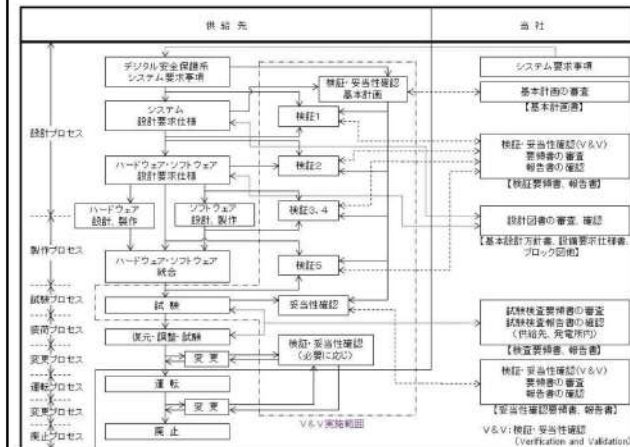 供給先
当社
デジタル安全保護系
システム要求事項
システム要求事項
検証・妥当性確認
基本計画
基本計画の審査
【基本計画書】
システム
設計要求仕様
検証1
設計プロセス
検証・妥当性確認(V&V)
要領書の審査
報告書の確認
【検証要領書、報告書】
ハードウェア・ソフトウェア
設計要求仕様
検証2
ハードウェア
設計、製作
ソフトウェア
設計、製作
検証3、4
設計図書の審査、確認
【基本設計方針書、設備要求仕様書、
ブロック図他】
製作プロセス
ハードウェア・ソフトウェア
統合
検証5
試験プロセス
試験
妥当性確認
試験検査要領書の審査
試験検査報告書の確認
(供給先、発電所内)
【検査要領書、報告書】
装荷プロセス
復元・調整・試験
変更プロセス
変更
検証・妥当性確認
(必要に応じ)
運転プロセス
運転
検証・妥当性確認(V&V)
要領書の審査
報告書の確認
【妥当性確認要領書、報告書】
変更プロセス
変更
V&V実施範囲
廃止プロセス
廃止
V&V:検証・妥当性確認
(Verification and Validation)